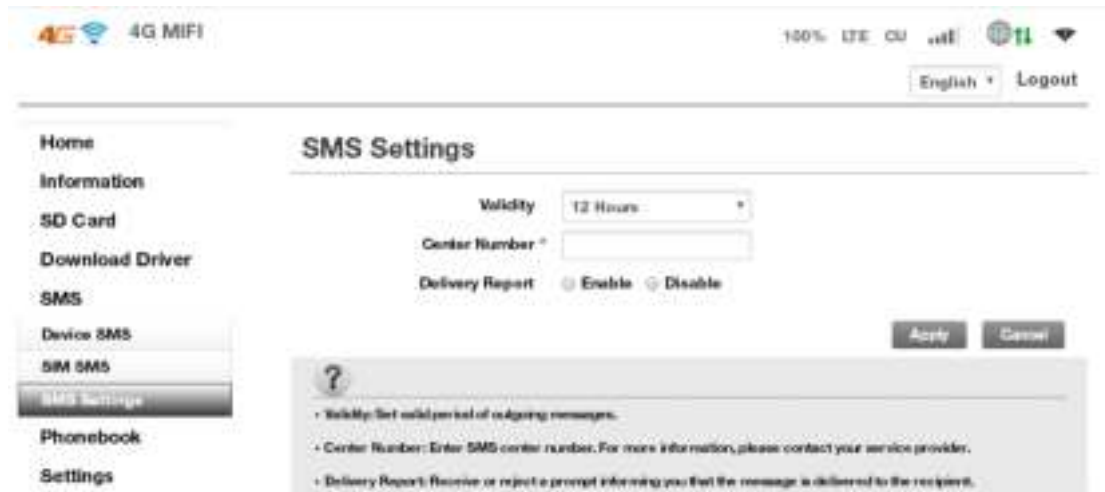 4G 4G MIFI
100% LTE CU
English Logout
Home
Information
SD Card
Download Driver
SMS
Device SMS
SIM SMS
SMS Settings
Phonebook
Settings
SMS Settings
Validity 12 Hours
Center Number *
Delivery Report Enable Disable
Apply Cancel
?
• Validity: Set valid period of outgoing messages.
• Center Number: Enter SMS center number. For more information, please contact your service provider.
• Delivery Report: Receive or reject a prompt informing you that the message is delivered to the recipient.